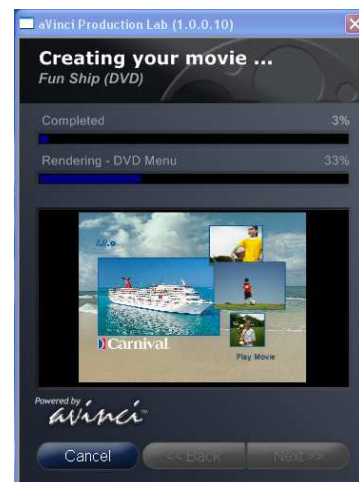 aVinci Production Lab (1.0.0.10)
Creating your movie ...
Fun Ship (DVD)
Completed 3%
Rendering - DVD Menu 33%
Carnival
Play Movie
Powered by
avinci™
Cancel << Back Next >>